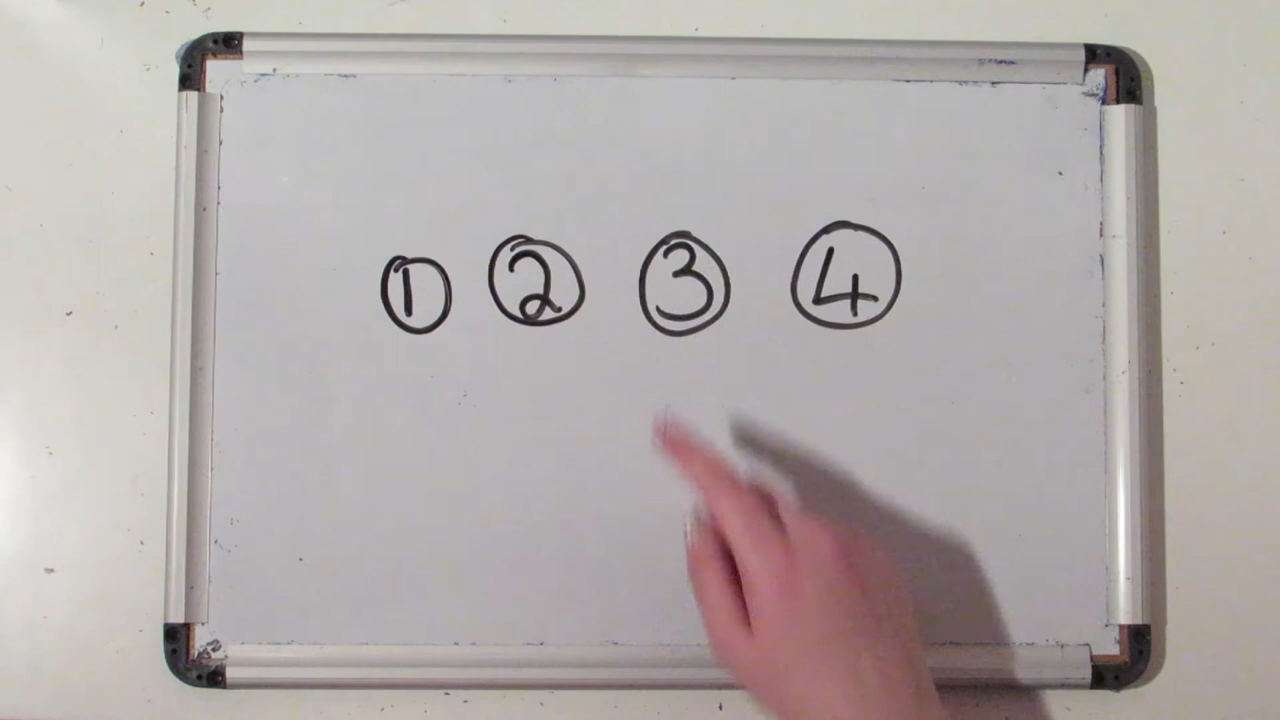 ① ② ③ ④